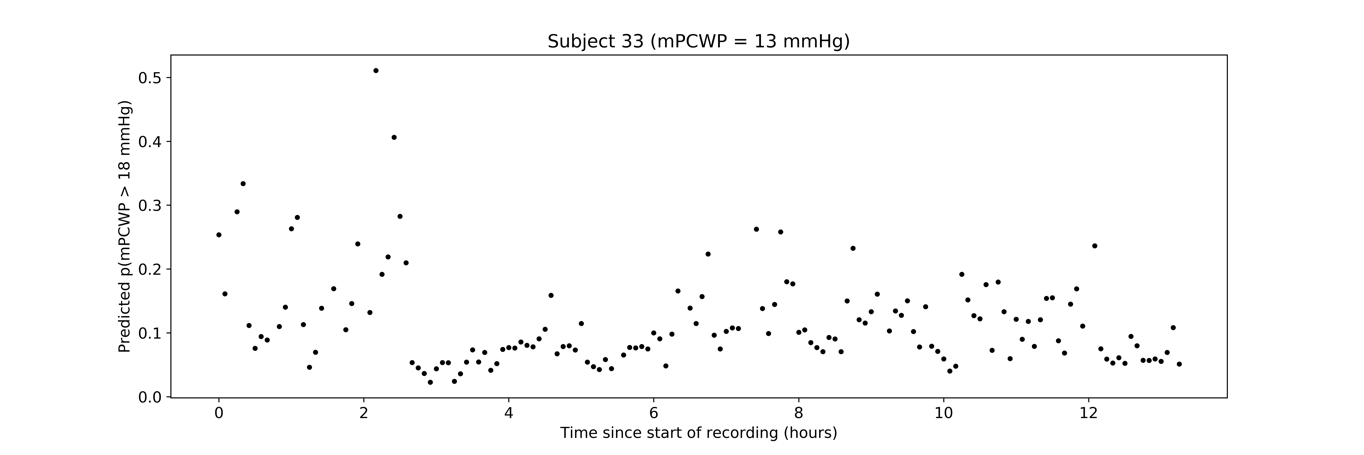 Subject 33 (mPCWP = 13 mmHg)
Predicted p(mPCWP > 18 mmHg)
0.5
0.4
0.3
0.2
0.1
0.0
0 2 4 6 8 10 12
Time since start of recording (hours)